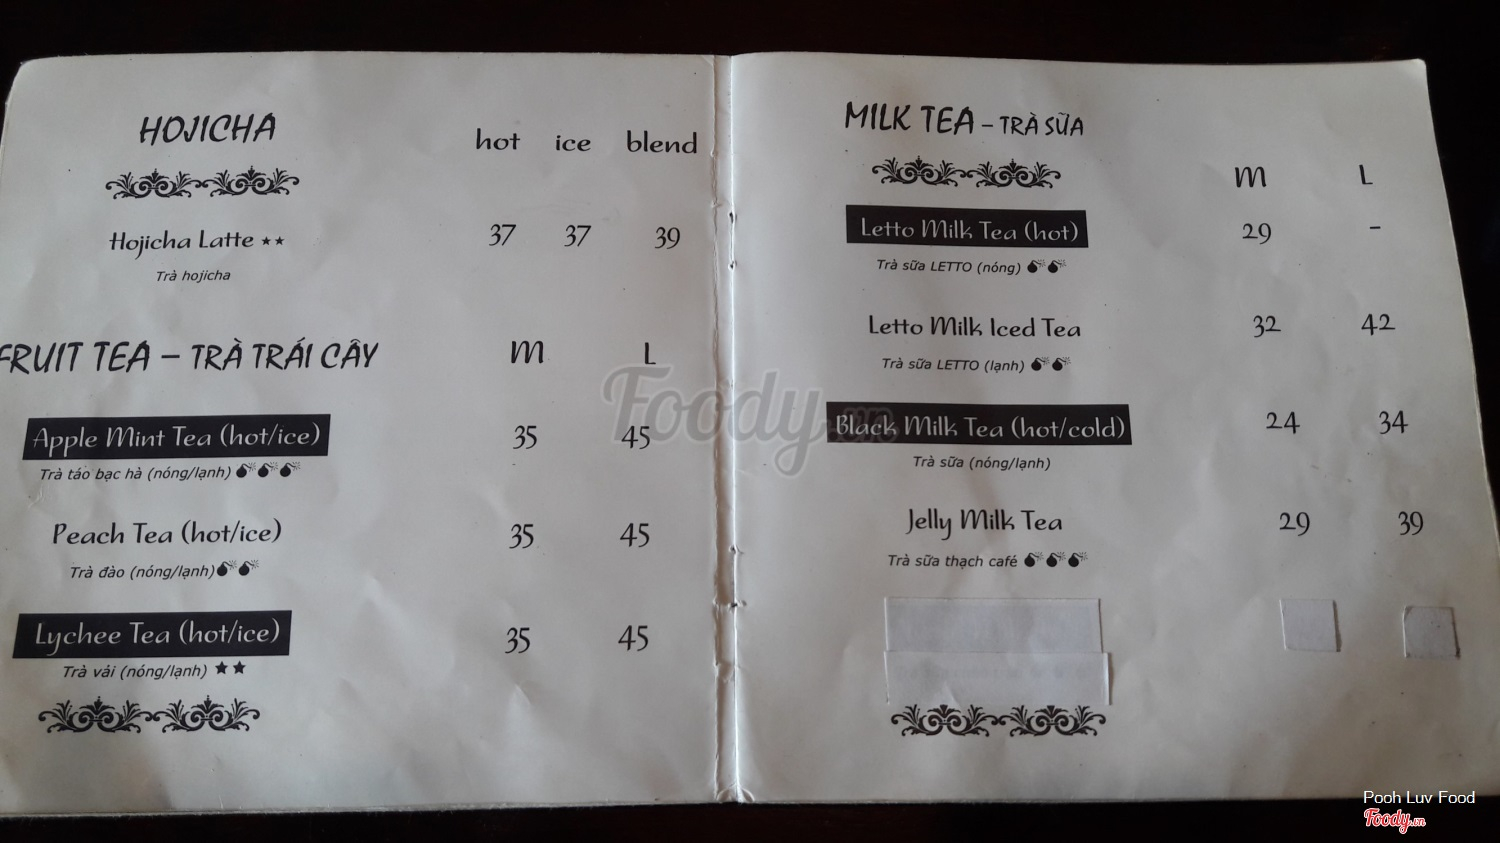 HOJICHA
hot ice blend
Hojicha Latte ★★ 37 37 39
Trà hojicha
FRUIT TEA – TRÀ TRÁI CÂY M L
Apple Mint Tea (hot/ice) 35 45
Trà táo bạc hà (nóng/lạnh) 💣💣💣
Peach Tea (hot/ice) 35 45
Trà đào (nóng/lạnh) 💣💣
Lychee Tea (hot/ice) 35 45
Trà vải (nóng/lạnh) ★★
MILK TEA – TRÀ SỮA
M L
Letto Milk Tea (hot) 29 -
Trà sữa LETTO (nóng) 💣💣
Letto Milk Iced Tea 32 42
Trà sữa LETTO (lạnh) 💣💣
Black Milk Tea (hot/cold) 24 34
Trà sữa (nóng/lạnh)
Jelly Milk Tea 29 39
Trà sữa thạch café 💣💣💣
Foody.vn
Pooh Luv Food
Foody.vn